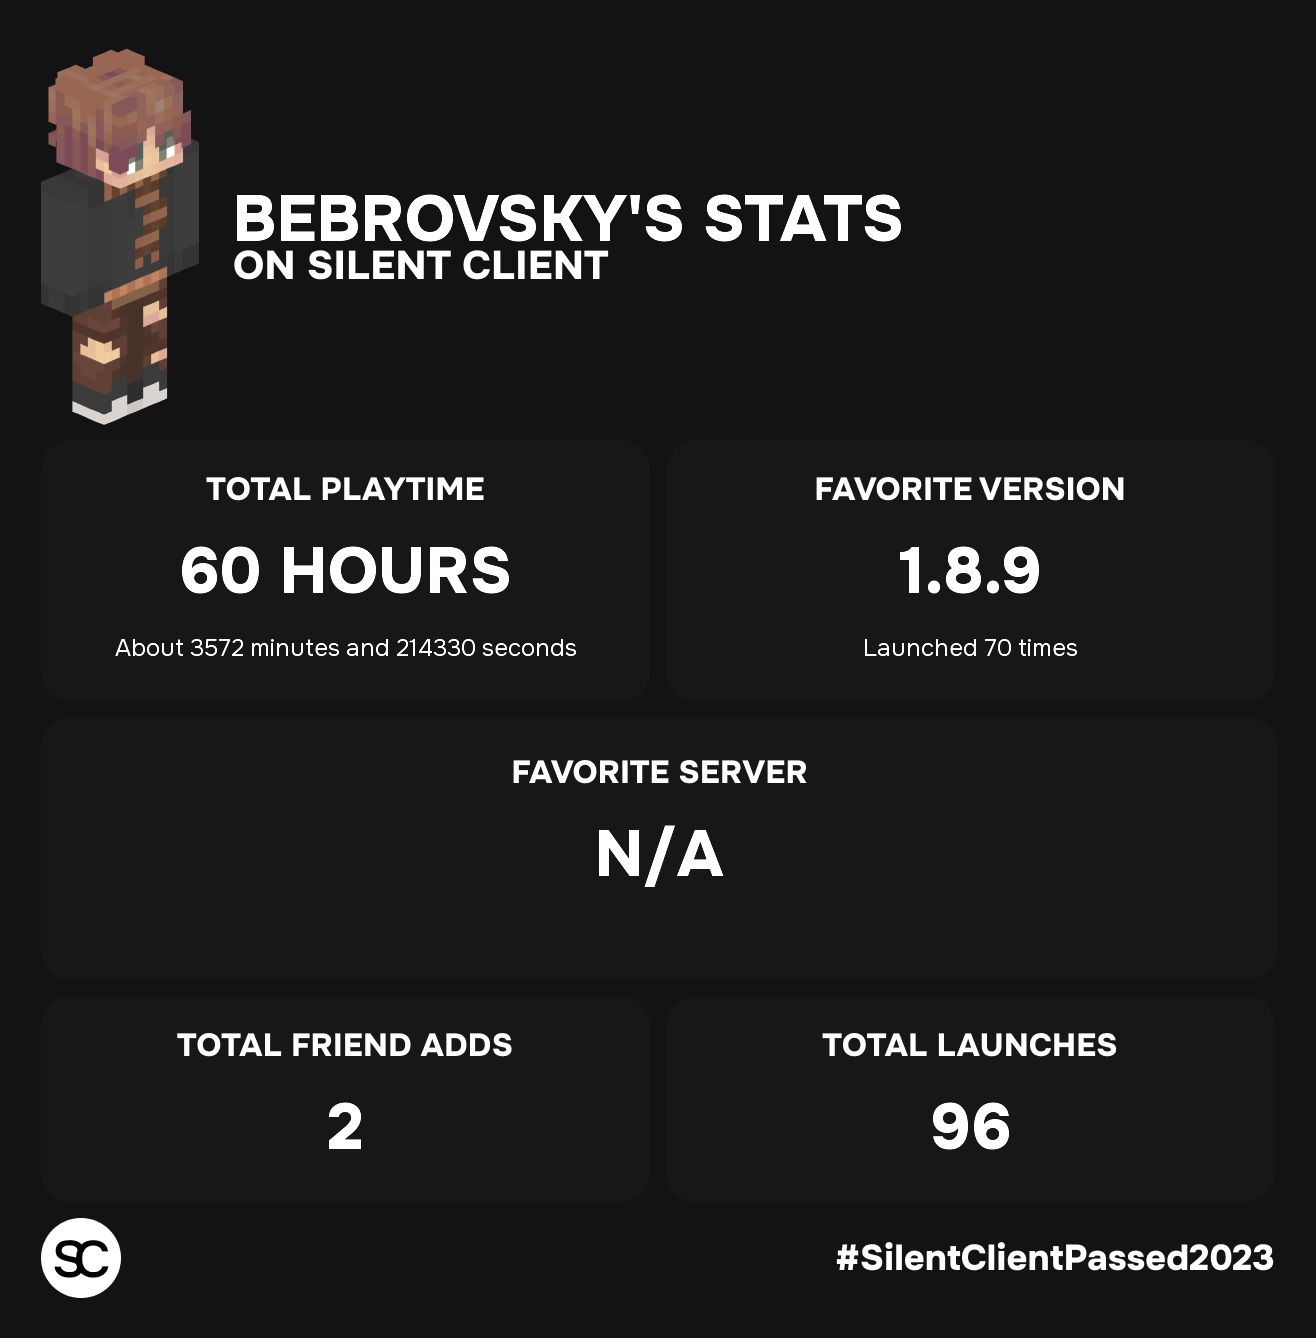 BEBROVSKY'S STATS
ON SILENT CLIENT
TOTAL PLAYTIME
60 HOURS
About 3572 minutes and 214330 seconds
FAVORITE VERSION
1.8.9
Launched 70 times
FAVORITE SERVER
N/A
TOTAL FRIEND ADDS
2
TOTAL LAUNCHES
96
SC
#SilentClientPassed2023